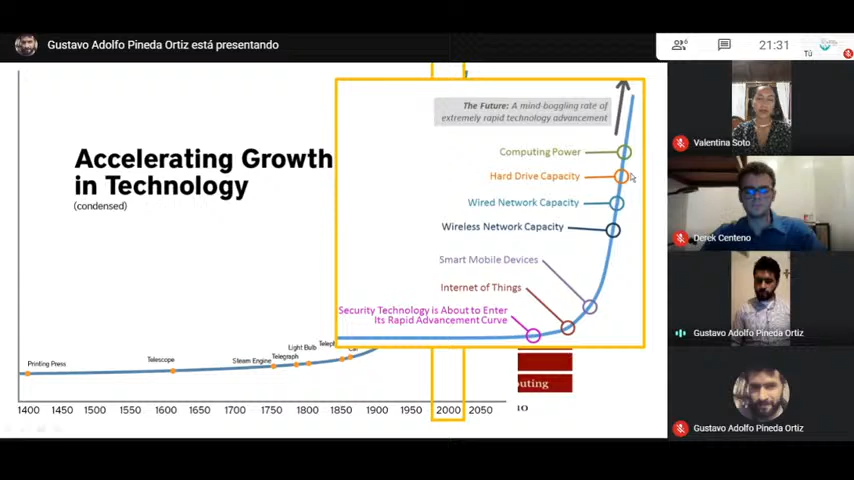 Gustavo Adolfo Pineda Ortiz está presentando
6
21:31
Tú
The Future: A mind-boggling rate of
extremely rapid technology advancement
Accelerating Growth
in Technology
(condensed)
Computing Power
Hard Drive Capacity
Wired Network Capacity
Wireless Network Capacity
Smart Mobile Devices
Internet of Things
Security Technology is About to Enter
Its Rapid Advancement Curve
Printing Press
Telescope
Steam Engine
Telegraph
Light Bulb
1400 1450 1500 1550 1600 1650 1700 1750 1800 1850 1900 1950 2000 2050
Valentina Soto
Derek Centeno
Gustavo Adolfo Pineda Ortiz
Gustavo Adolfo Pineda Ortiz